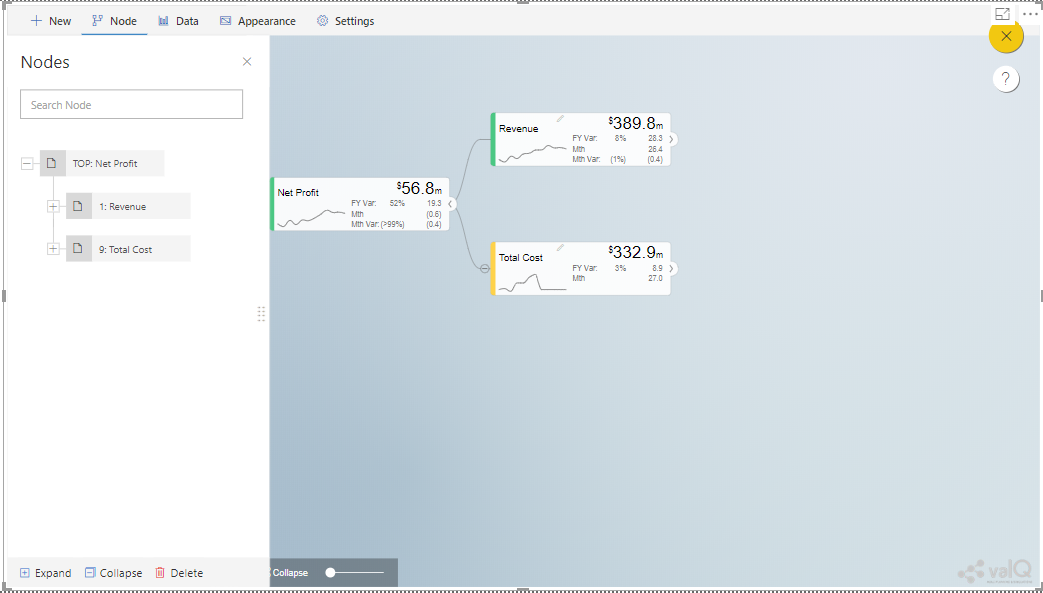 New Node Data Appearance Settings
Nodes
Search Node
TOP: Net Profit
1: Revenue
9: Total Cost
Expand Collapse Delete
Net Profit $56.8m
FY Var: 52% 19.3
Mth (0.6)
Mth Var: (>99%) (0.4)
Revenue $389.8m
FY Var: 8% 28.3
Mth 26.4
Mth Var: (1%) (0.4)
Total Cost $332.9m
FY Var: 3% 8.9
Mth 27.0
Collapse
?
valQ